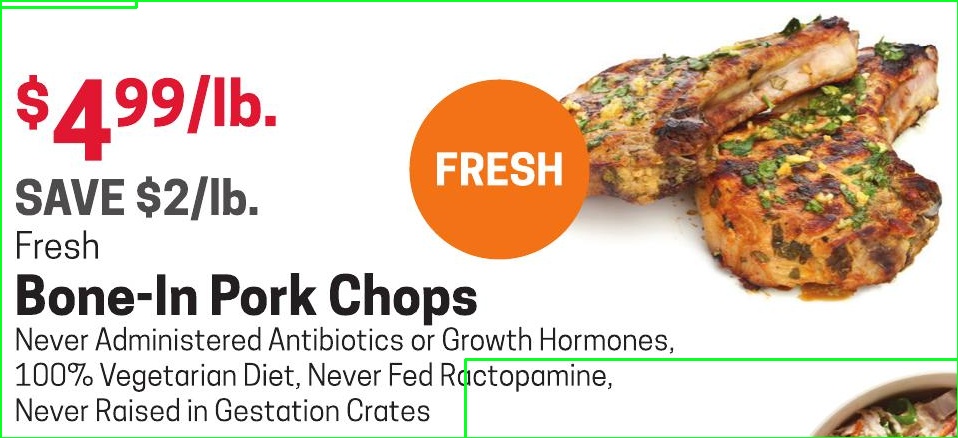 $4 99/lb.
SAVE $2/lb.
FRESH
Fresh
Bone-In Pork Chops
Never Administered Antibiotics or Growth Hormones,
100% Vegetarian Diet, Never Fed Ractopamine,
Never Raised in Gestation Crates